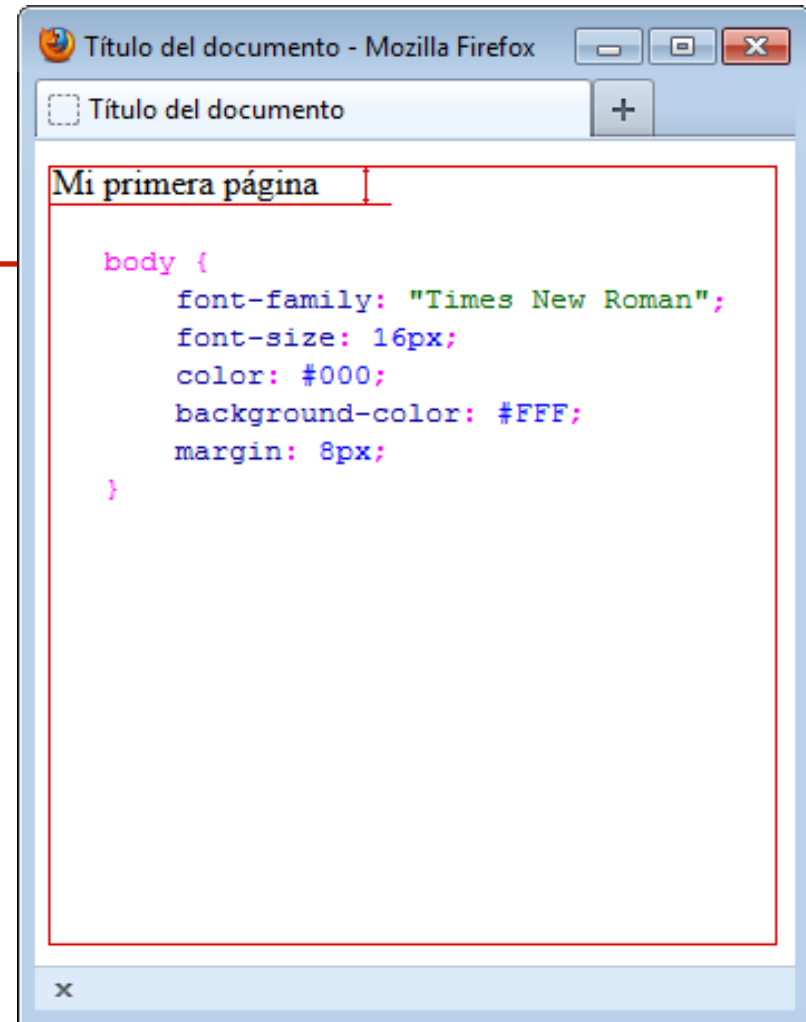 Título del documento - Mozilla Firefox
Título del documento
Mi primera página
body {
font-family: "Times New Roman";
font-size: 16px;
color: #000;
background-color: #FFF;
margin: 8px;
}